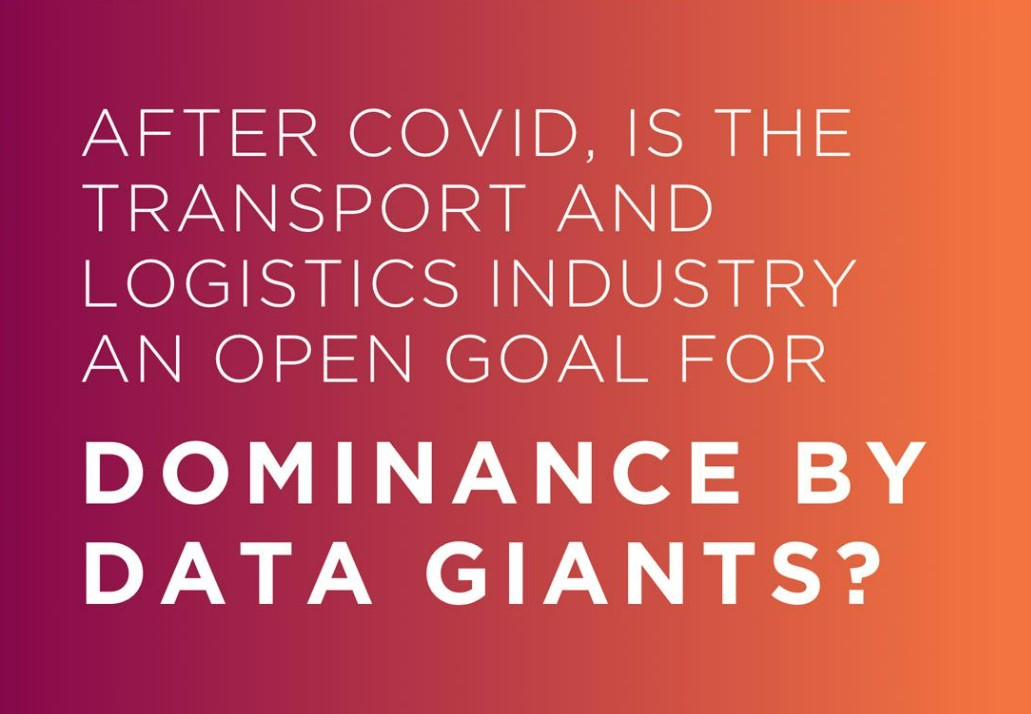 AFTER COVID, IS THE
TRANSPORT AND
LOGISTICS INDUSTRY
AN OPEN GOAL FOR
DOMINANCE BY
DATA GIANTS?